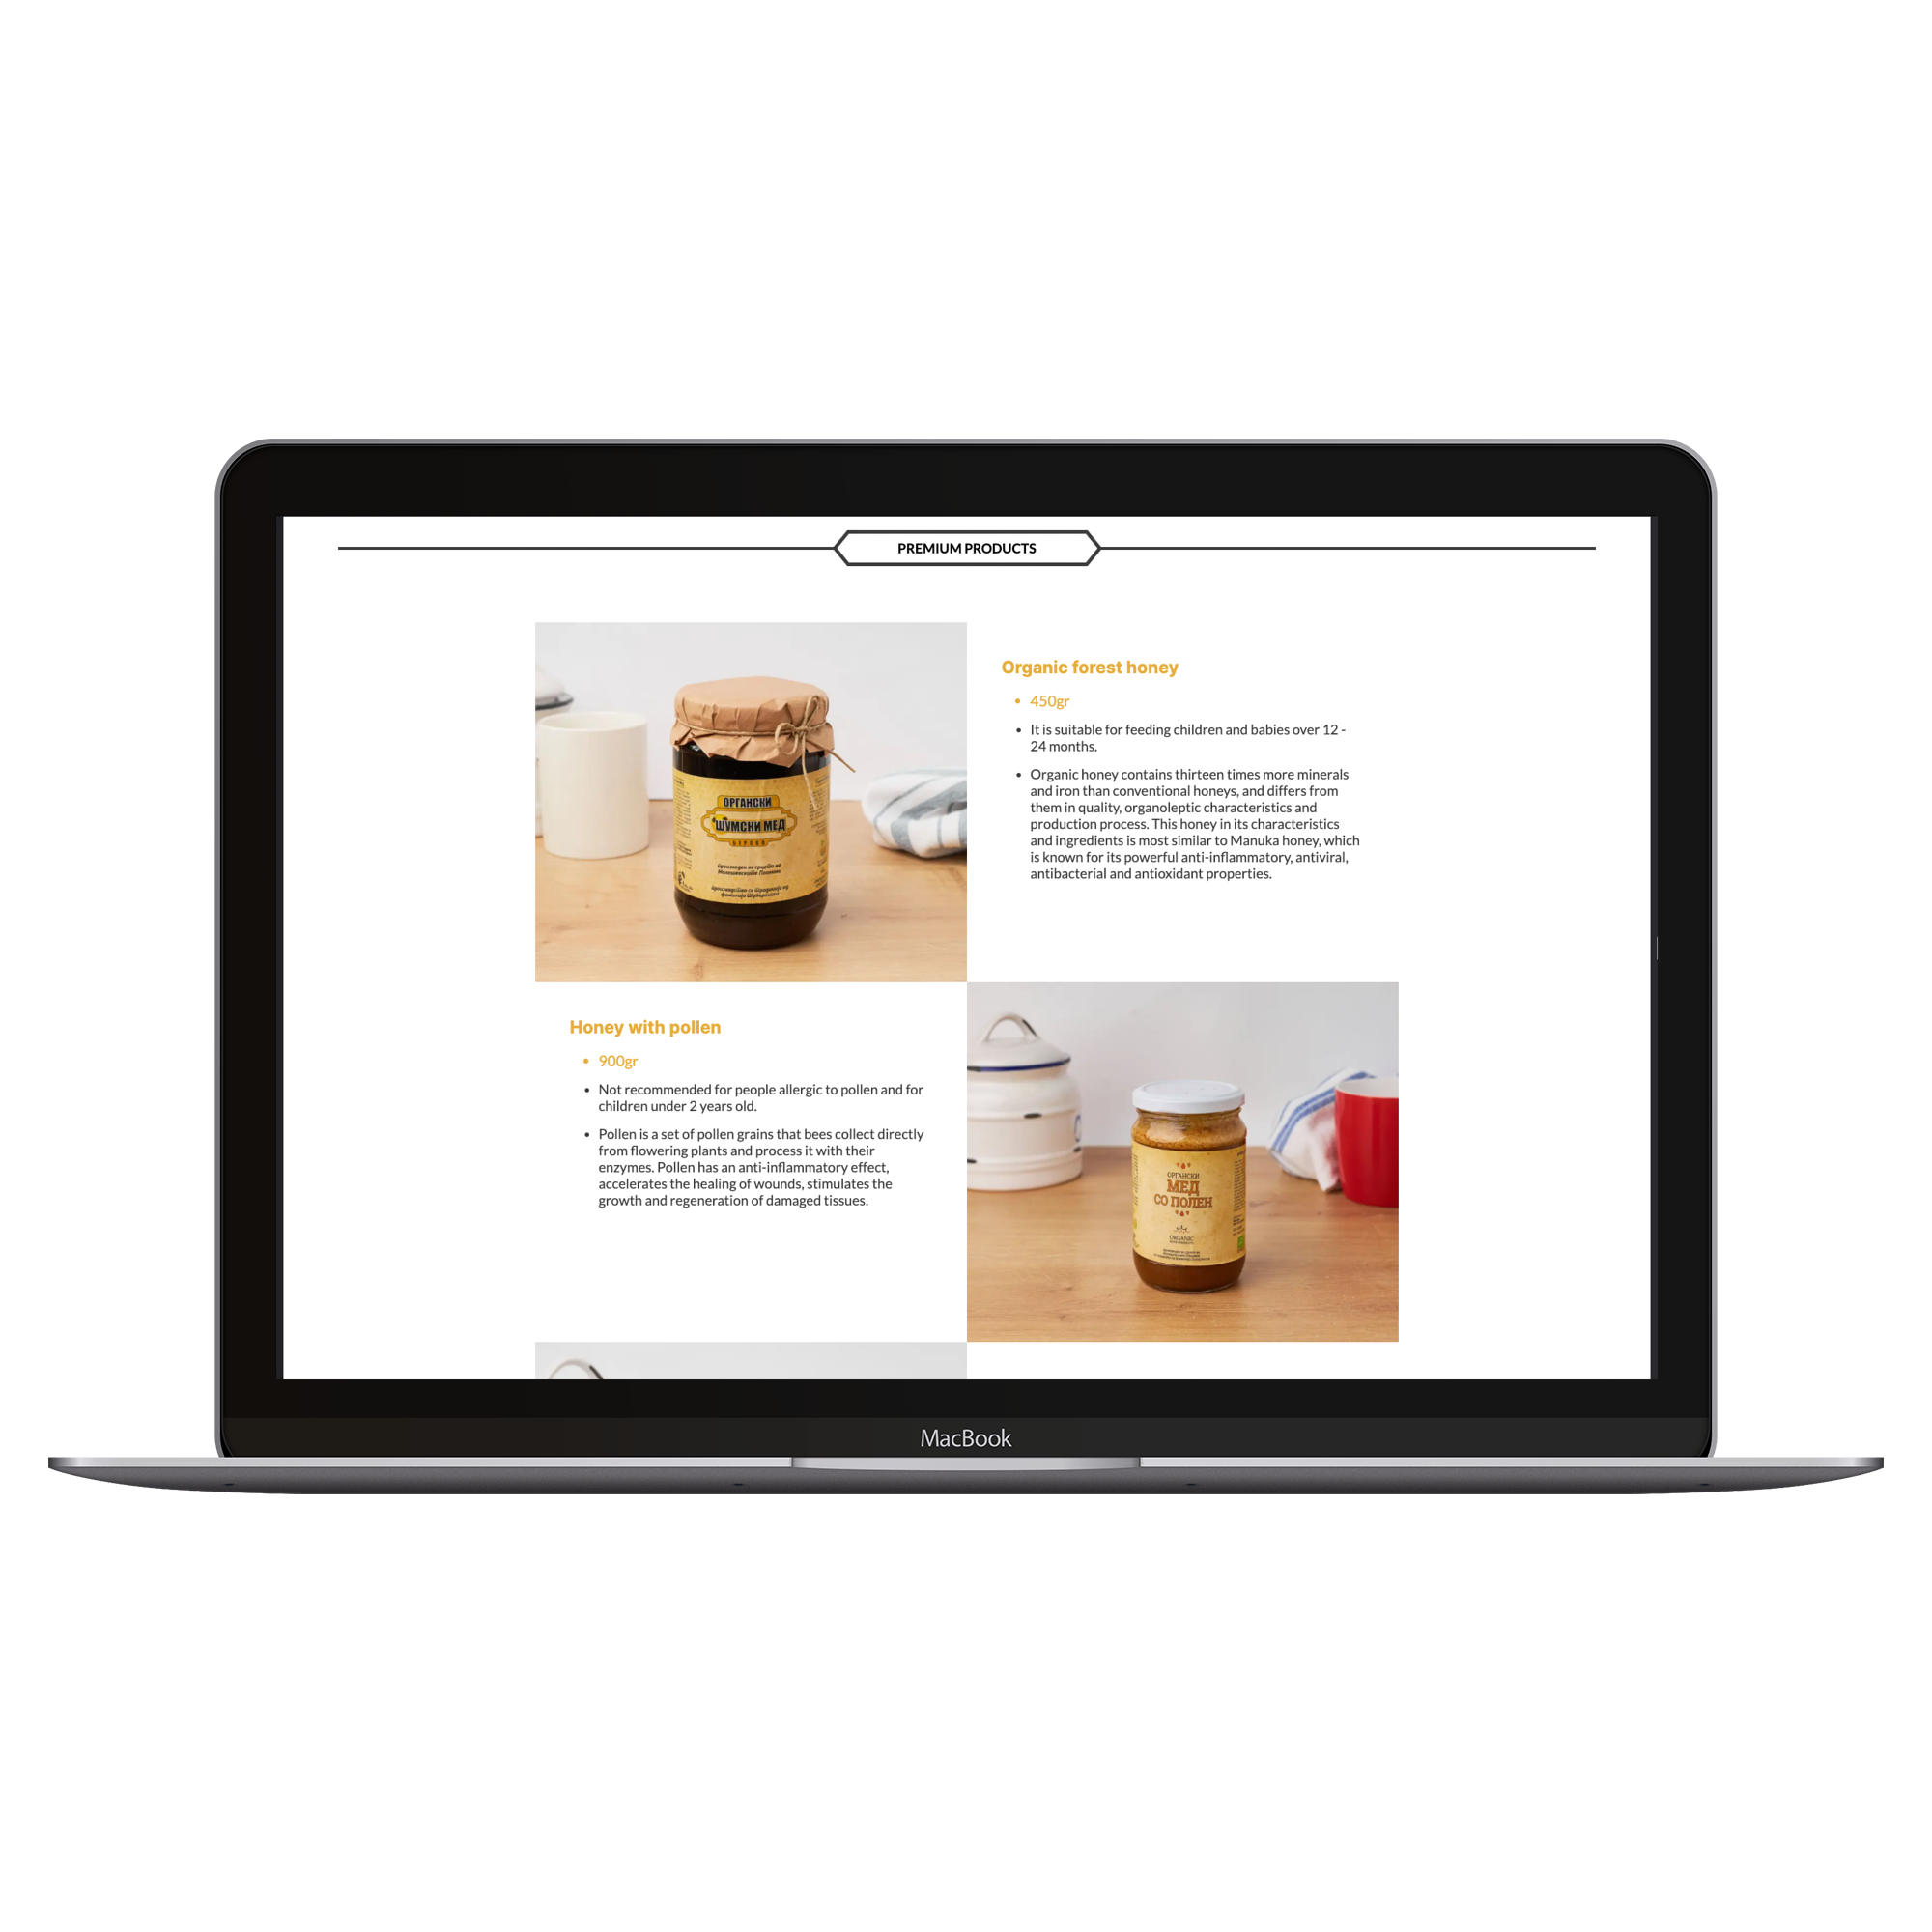 PREMIUM PRODUCTS
Organic forest honey
• 450gr
• It is suitable for feeding children and babies over 12 -
24 months.
• Organic honey contains thirteen times more minerals
and iron than conventional honeys, and differs from
them in quality, organoleptic characteristics and
production process. This honey in its characteristics
and ingredients is most similar to Manuka honey, which
is known for its powerful anti-inflammatory, antiviral,
antibacterial and antioxidant properties.
ОРГАНСКИ
ШУМСКИ МЕД
БЕРОВО
Honey with pollen
• 900gr
• Not recommended for people allergic to pollen and for
children under 2 years old.
• Pollen is a set of pollen grains that bees collect directly
from flowering plants and process it with their
enzymes. Pollen has an anti-inflammatory effect,
accelerates the healing of wounds, stimulates the
growth and regeneration of damaged tissues.
ОРГАНСКИ
МЕД
СО ПОЛЕН
ORGANIC
MacBook